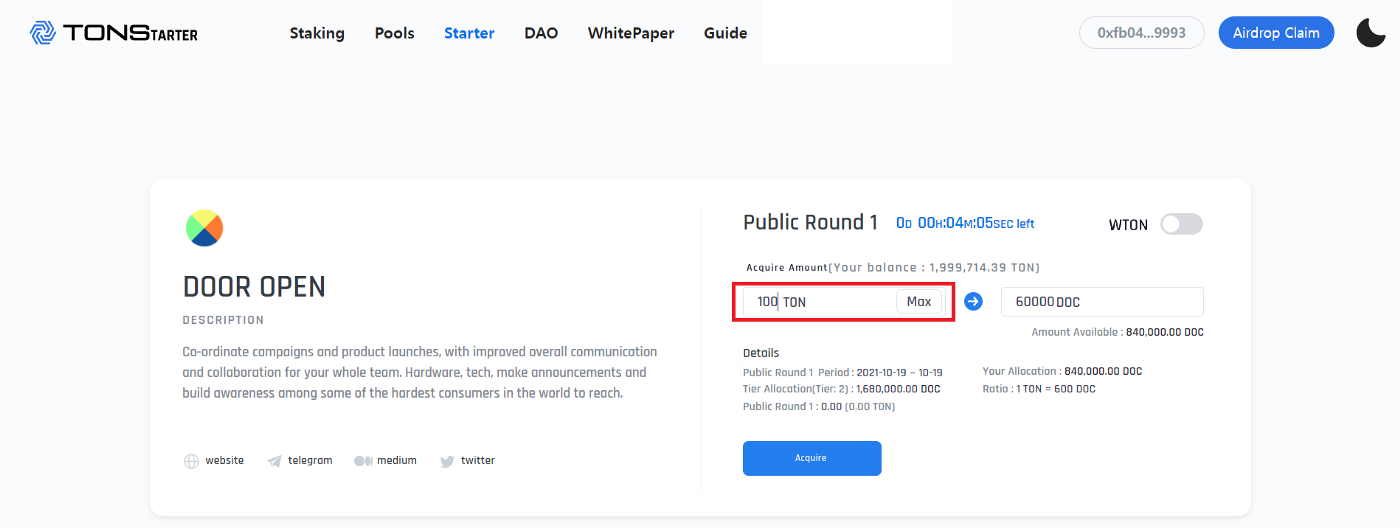 TONSTARTER Staking Pools Starter DAO WhitePaper Guide 0xfb04...9993 Airdrop Claim
DOOR OPEN
DESCRIPTION
Co-ordinate campaigns and product launches, with improved overall communication
and collaboration for your whole team. Hardware, tech, make announcements and
build awareness among some of the hardest consumers in the world to reach.
website telegram medium twitter
Public Round 1 0D 00H:04M:05SEC left WTON
Acquire Amount(Your balance : 1,999,714.39 TON)
100 TON Max 60000DOC
Amount Available : 840,000.00 DOC
Details
Public Round 1 Period : 2021-10-19 ~ 10-19 Your Allocation : 840,000.00 DOC
Tier Allocation(Tier: 2) : 1,680,000.00 DOC Ratio : 1 TON = 600 DOC
Public Round 1 : 0.00 (0.00 TON)
Acquire